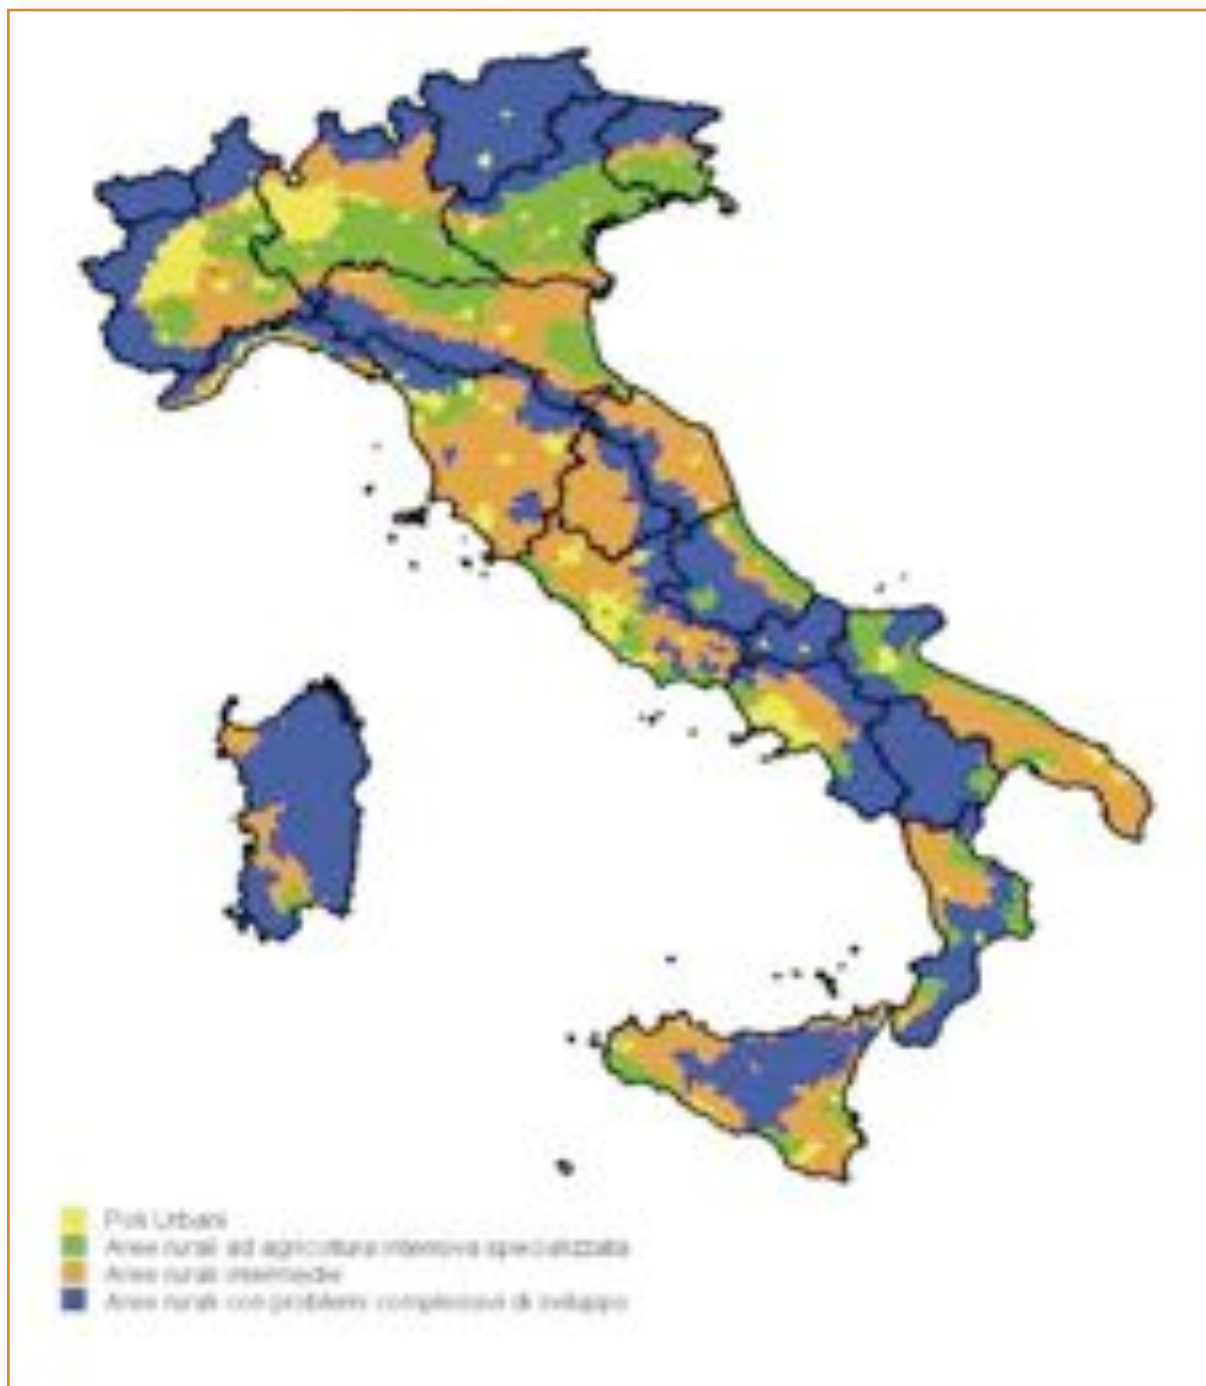 Poli Urbani
Aree rurali ad agricoltura intensiva specializzata
Aree rurali intermedie
Aree rurali con problemi complessivi di sviluppo